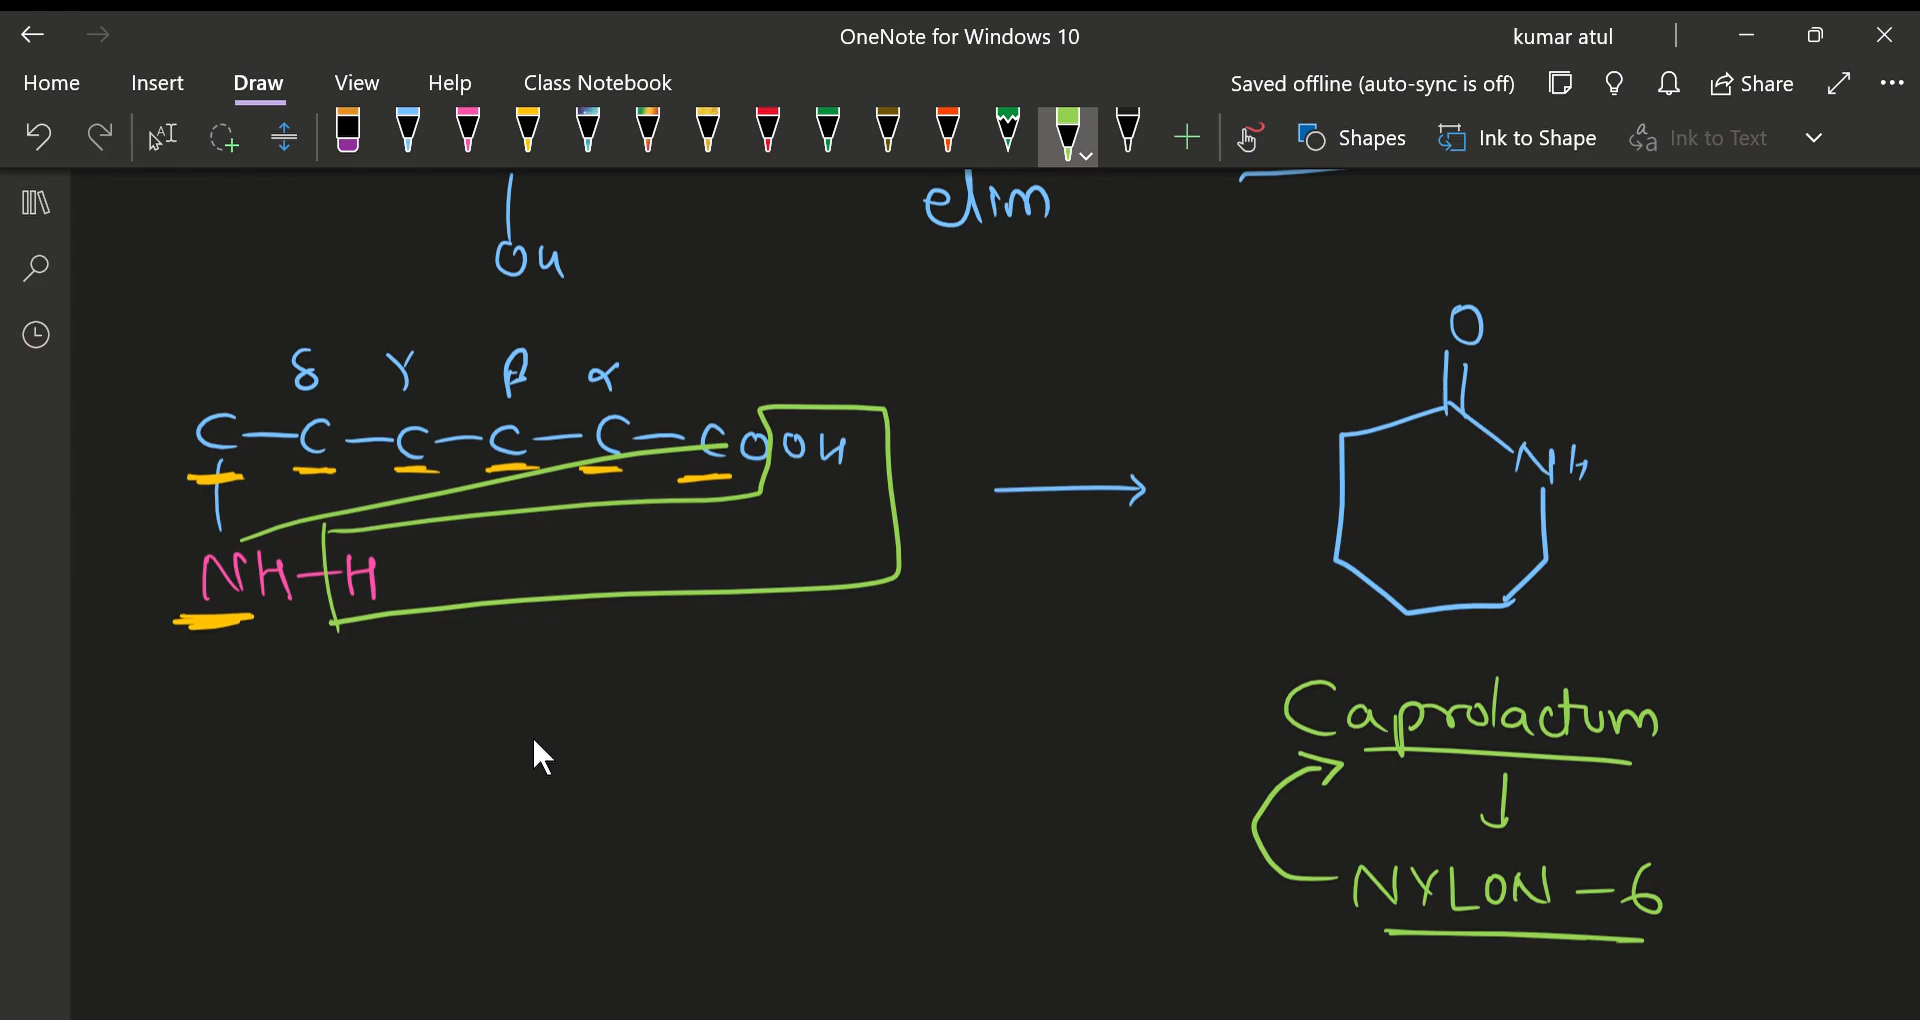 OneNote for Windows 10
kumar atul
Home Insert Draw View Help Class Notebook
Saved offline (auto-sync is off) Share
Shapes Ink to Shape Ink to Text
elim
OH
O
δ γ β α
C—C—C—C—C—COOH
NH
NH—H
Caprolactum
↓
NYLON-6